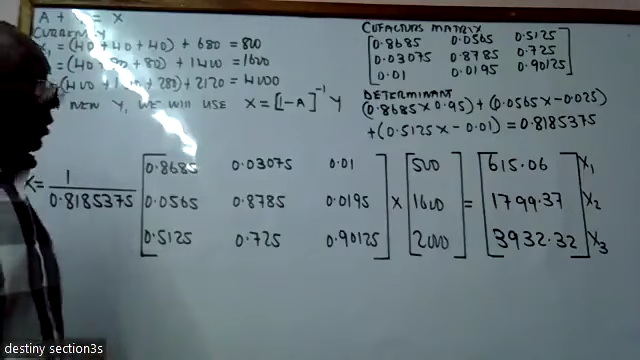 A + Y = X
CURRENT Y
X₁ = (40 + 40 + 40) + 680 = 800
= (40 + 80) + 1400 = 1600
(400 + 280) + 2120 = 4000
NEW Y, WE WILL USE X = [I - A]⁻¹ Y
COFACTORS MATRIX
0.8685 0.0565 0.5125
0.03075 0.8785 0.725
0.01 0.0195 0.90125
DETERMINANT
(0.8685 x 0.95) + (0.0565 x -0.025)
+ (0.5125 x -0.01) = 0.8185375
X = 1 / 0.8185375 [0.8685 0.03075 0.01] [500] [615.06] X₁
[0.0565 0.8785 0.0195] x [1600] = [1799.37] X₂
[0.5125 0.725 0.90125] [2000] [3932.32] X₃
destiny section3s